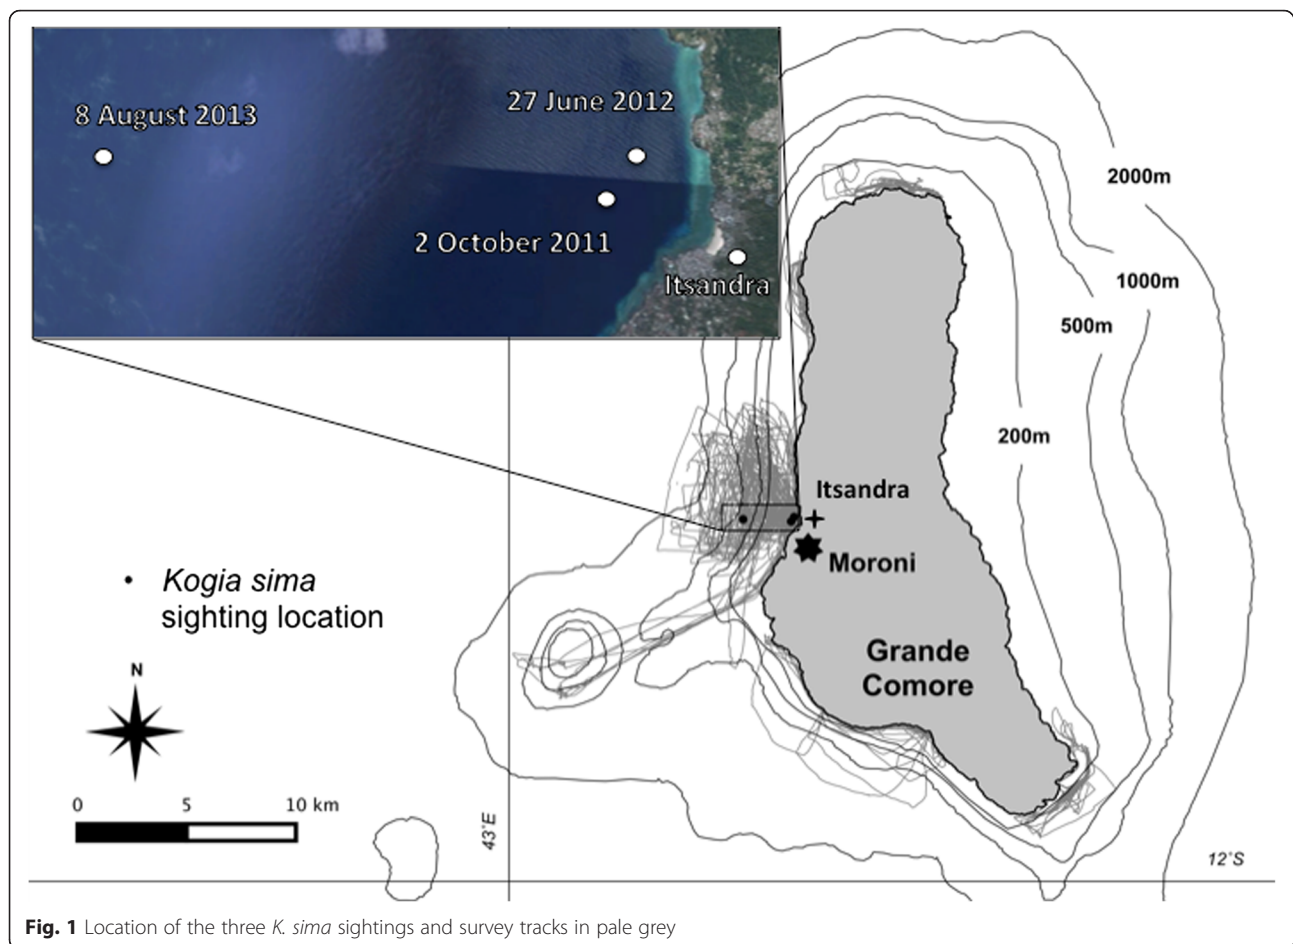 8 August 2013
27 June 2012
2 October 2011
Itsandra
2000m
1000m
500m
200m
Itsandra
Moroni
Kogia sima
sighting location
Grande
Comore
N
0 5 10 km
43°E
12°S
Fig. 1 Location of the three K. sima sightings and survey tracks in pale grey